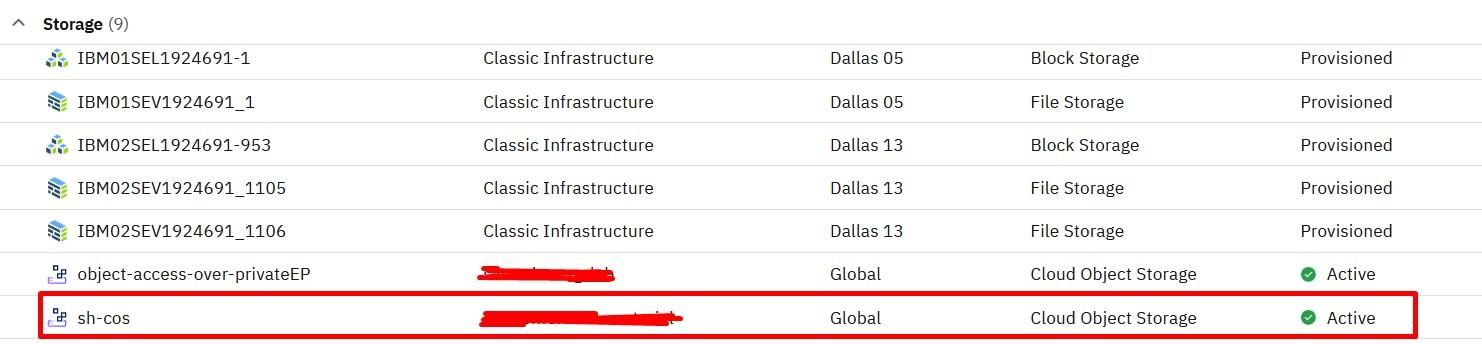 Storage (9)
IBM01SEL1924691-1 Classic Infrastructure Dallas 05 Block Storage Provisioned
IBM01SEV1924691_1 Classic Infrastructure Dallas 05 File Storage Provisioned
IBM02SEL1924691-953 Classic Infrastructure Dallas 13 Block Storage Provisioned
IBM02SEV1924691_1105 Classic Infrastructure Dallas 13 File Storage Provisioned
IBM02SEV1924691_1106 Classic Infrastructure Dallas 13 File Storage Provisioned
object-access-over-privateEP Global Cloud Object Storage Active
sh-cos Global Cloud Object Storage Active